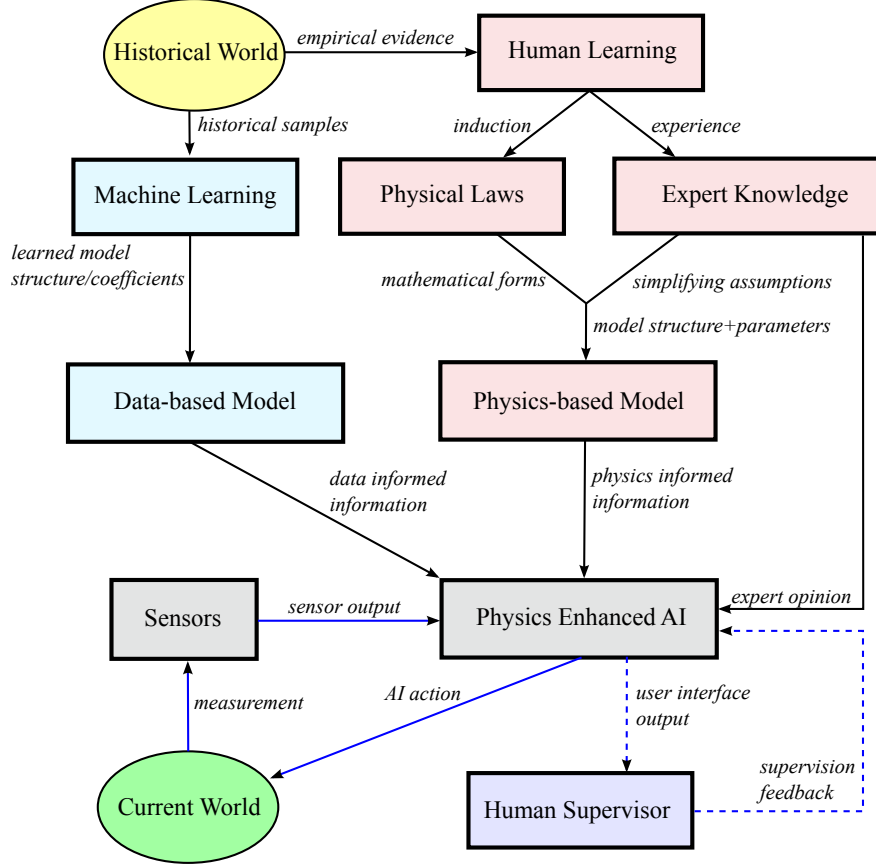 Historical World
empirical evidence
Human Learning
historical samples
induction
experience
Machine Learning
Physical Laws
Expert Knowledge
learned model
structure/coefficients
mathematical forms
simplifying assumptions
model structure+parameters
Data-based Model
Physics-based Model
data informed
information
physics informed
information
Sensors
sensor output
Physics Enhanced AI
expert opinion
measurement
AI action
user interface
output
supervision
feedback
Current World
Human Supervisor